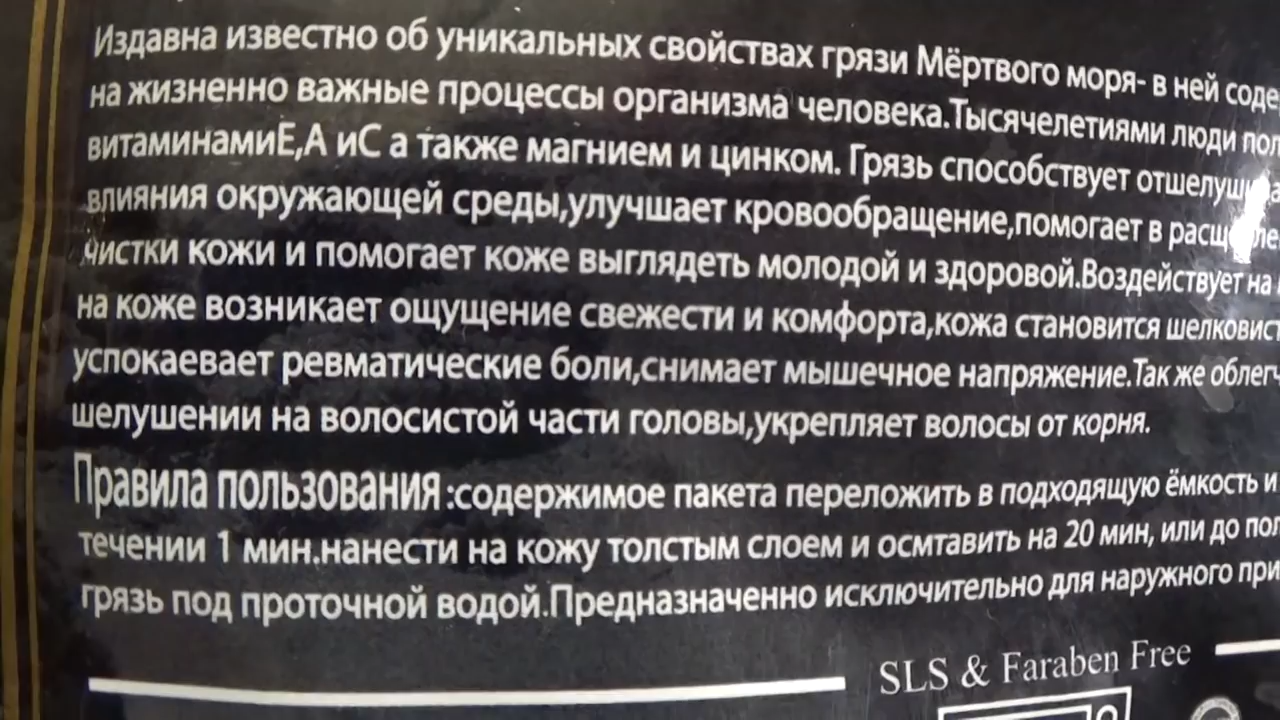 Издавна известно об уникальных свойствах грязи Мёртвого моря- в ней соде
на жизненно важные процессы организма человека.Тысячелетиями люди пол
витаминамиЕ,А иС а также магнием и цинком. Грязь способствует
влияния окружающей среды,улучшает кровообращение,помогает в
чистки кожи и помогает коже выглядеть молодой и здоровой.Воздействует на
на коже возникает ощущение свежести и комфорта,кожа становится шелковист
успокаевает ревматические боли,снимает мышечное напряжение.Так же облегч
шелушении на волосистой части головы,укрепляет волосы от корня.
Правила пользования :содержимое пакета переложить в подходящую ёмкость и
течении 1 мин.нанести на кожу толстым слоем и осмтавить на 20 мин, или до пол
грязь под проточной водой.Предназначенно исключительно для наружного при
SLS & Faraben Free